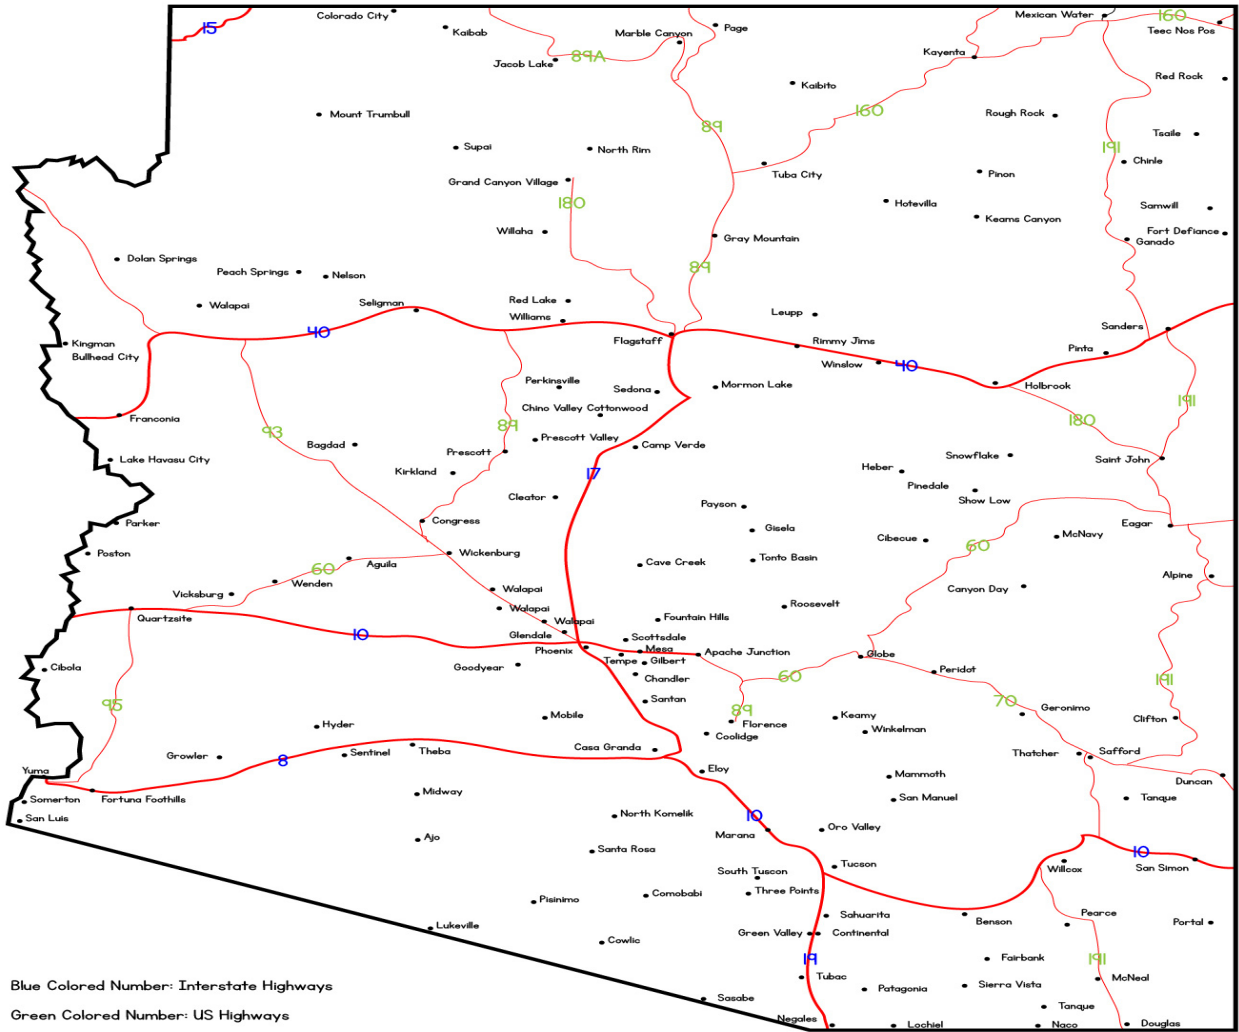 Colorado City
Mexican Water
160
15
Kaibab
Marble Canyon
Page
Teec Nos Pos
Jacob Lake
89A
Kayenta
Red Rock
Kaibito
Mount Trumbull
160
Rough Rock
89
Tsaile
Supai
North Rim
191
Chinle
Grand Canyon Village
Tuba City
Pinon
180
Hotevilla
Samwill
Kearns Canyon
Willaha
Gray Mountain
Fort Defiance
Ganado
Dolan Springs
Peach Springs
Nelson
89
Walapai
Seligman
Red Lake
Williams
Leupp
40
Flagstaff
Rimmy Jims
Sanders
Kingman
Bullhead City
Pinta
Winslow
40
Perkinsville
Sedona
Mormon Lake
Holbrook
Chino Valley Cottonwood
191
Franconia
93
89
180
Bagdad
Prescott Valley
Camp Verde
Prescott
Lake Havasu City
Kirkland
17
Heber
Snowflake
Saint John
Pinedale
Show Low
Cleator
Payson
Parker
Congress
Gisela
Eagar
Cibecue
60
McNavy
Poston
Wickenburg
Aguila
60
Cave Creek
Tonto Basin
Wenden
Alpine
Vicksburg
Walapai
Canyon Day
Quartzsite
Walapai
Roosevelt
Walapai
Fountain Hills
10
Glendale
Scottsdale
Phoenix
Mesa
Apache Junction
Globe
Tempe
Gilbert
Cibola
Goodyear
Chandler
60
Peridot
191
95
Santan
89
70
Geronimo
Mobile
Florence
Keamy
Clifton
Hyder
Coolidge
Winkelman
Growler
8
Sentinel
Theba
Casa Granda
Thatcher
Safford
Yuma
Eloy
Mammoth
Duncan
Somerton
Fortuna Foothills
Midway
San Manuel
Tanque
San Luis
North Komelik
10
Ajo
Marana
Oro Valley
Santa Rosa
10
Tucson
Willcox
San Simon
South Tuscon
Pisinimo
Comobabi
Three Points
Sahuarita
Benson
Pearce
Portal
Lukeville
Green Valley
Continental
Cowlic
19
Fairbank
191
Tubac
McNeal
Blue Colored Number: Interstate Highways
Patagonia
Sierra Vista
Sasabe
Tanque
Green Colored Number: US Highways
Negales
Lochiel
Naco
Douglas